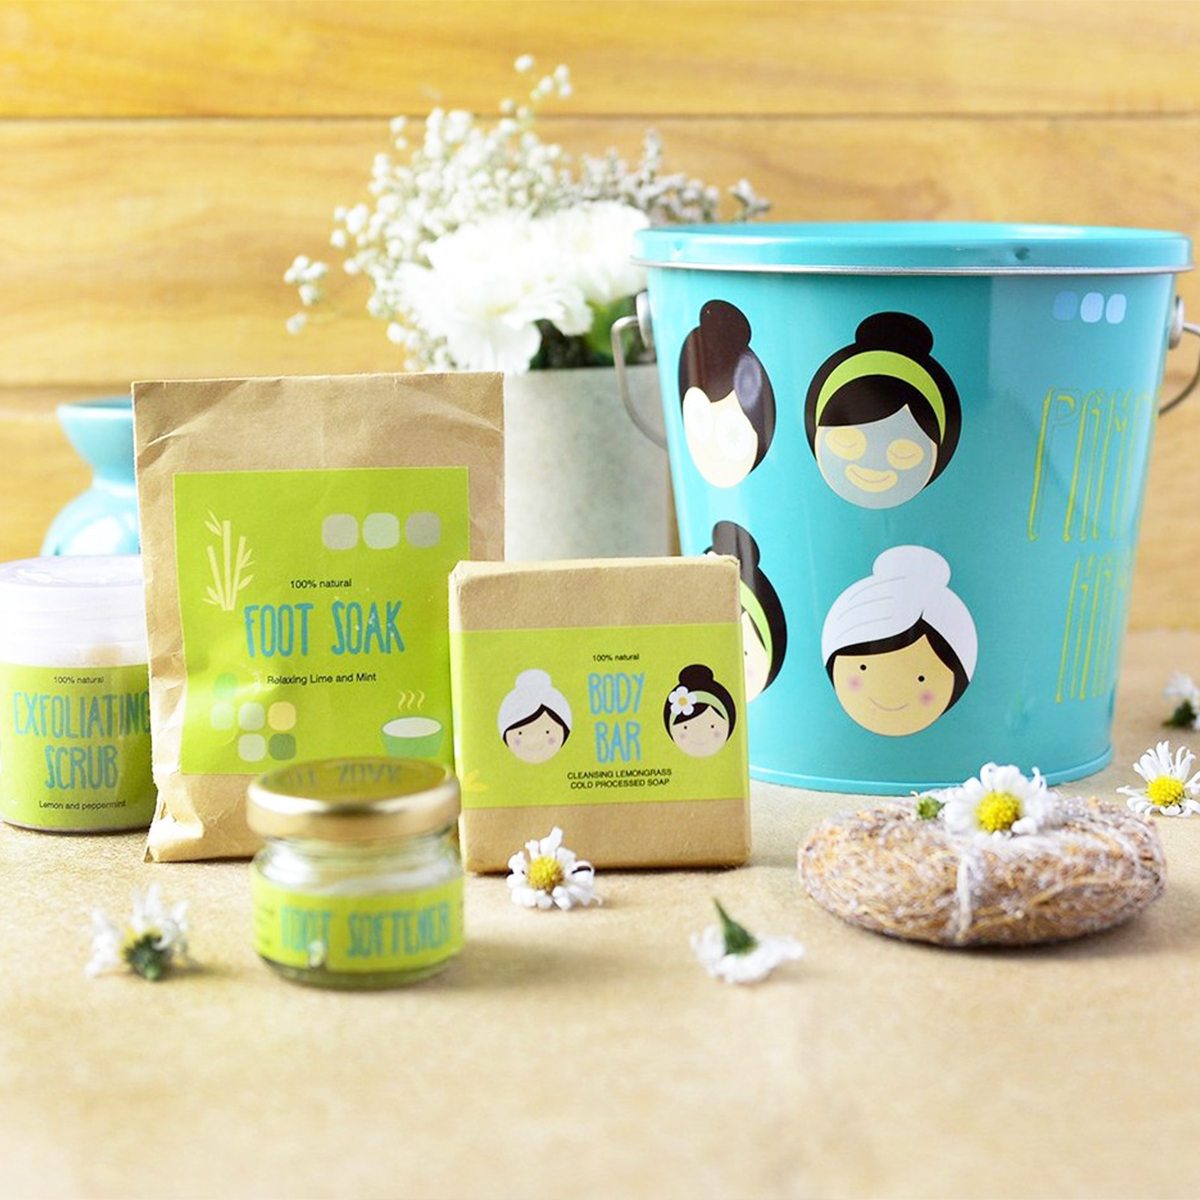 100% natural
EXFOLIATING
SCRUB
Lemon and peppermint
100% natural
FOOT SOAK
Relaxing Lime and Mint
FOOT SOFTENER
100% natural
BODY
BAR
CLEANSING LEMONGRASS
COLD PROCESSED SOAP